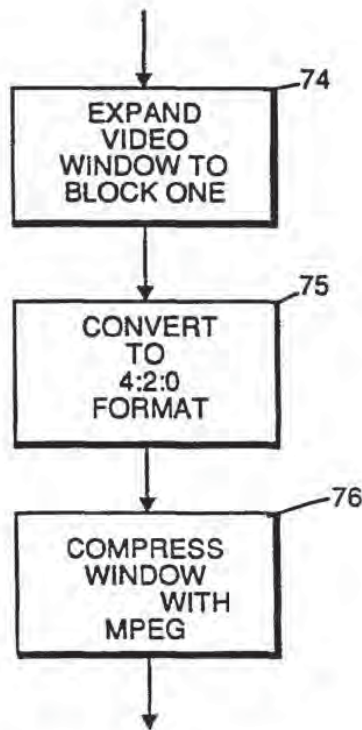 74
EXPAND
VIDEO
WINDOW TO
BLOCK ONE
75
CONVERT
TO
4:2:0
FORMAT
76
COMPRESS
WINDOW
WITH
MPEG